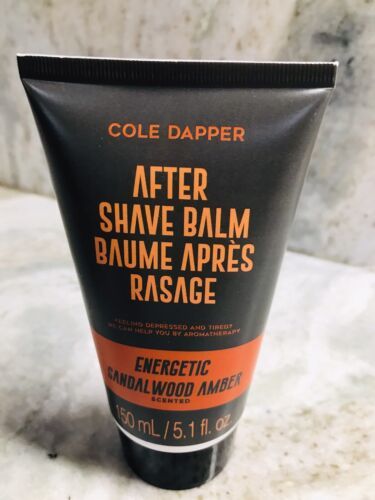 COLE DAPPER
AFTER
SHAVE BALM
BAUME APRÈS
RASAGE
FEELING DEPRESSED AND TIRED?
WE CAN HELP YOU BY AROMATHERAPY
ENERGETIC
SANDALWOOD AMBER
SCENTED
150 mL / 5.1 fl. oz